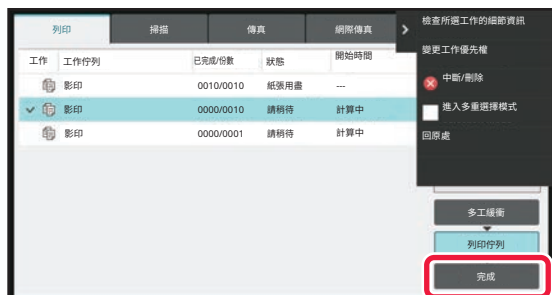 列印 掃描 傳真 網際傳真
工作 工作佇列 已完成/份數 狀態 開始時間
影印 0010/0010 紙張用盡 ---
影印 0000/0010 請稍待 計算中
影印 0000/0001 請稍待 計算中
檢查所選工作的細節資訊
變更工作優先權
中斷/刪除
進入多重選擇模式
回原處
多工緩衝
列印佇列
完成